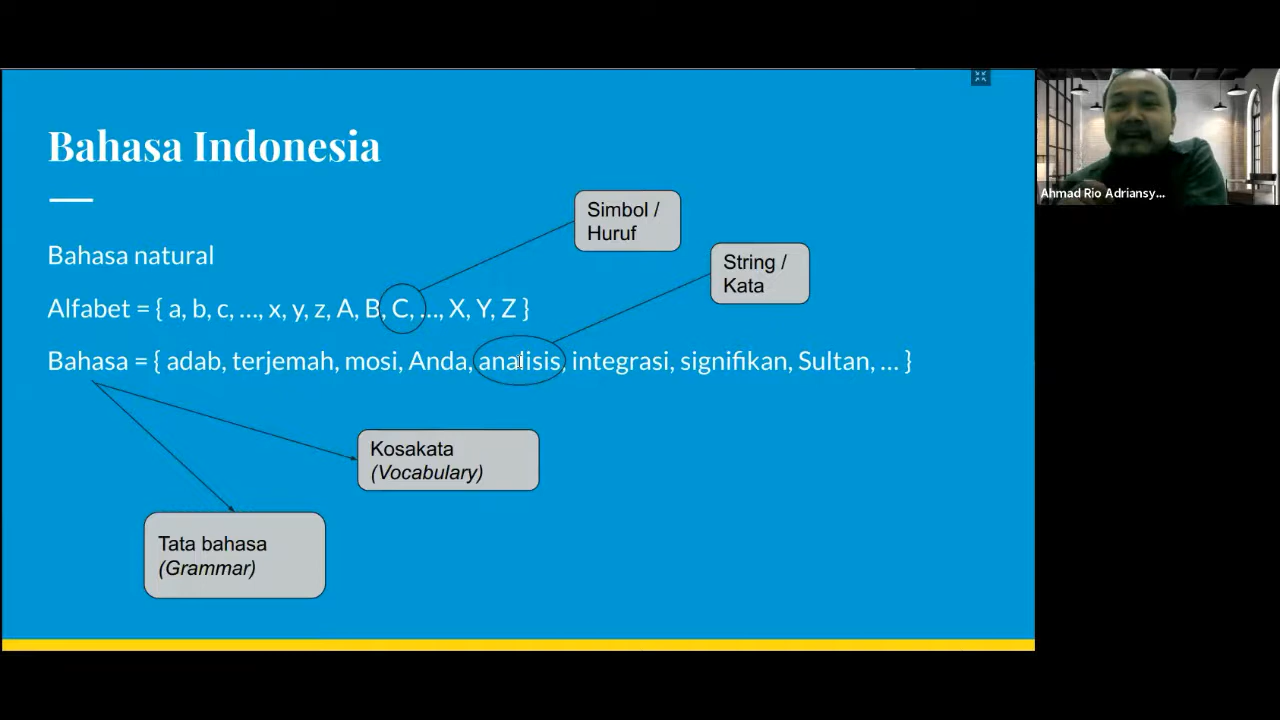 Bahasa Indonesia
Simbol /
Huruf
String /
Kata
Bahasa natural
Alfabet = { a, b, c, ..., x, y, z, A, B, C, ..., X, Y, Z }
Bahasa = { adab, terjemah, mosi, Anda, analisis, integrasi, signifikan, Sultan, ... }
Kosakata
(Vocabulary)
Tata bahasa
(Grammar)
Ahmad Rio Adriansy...